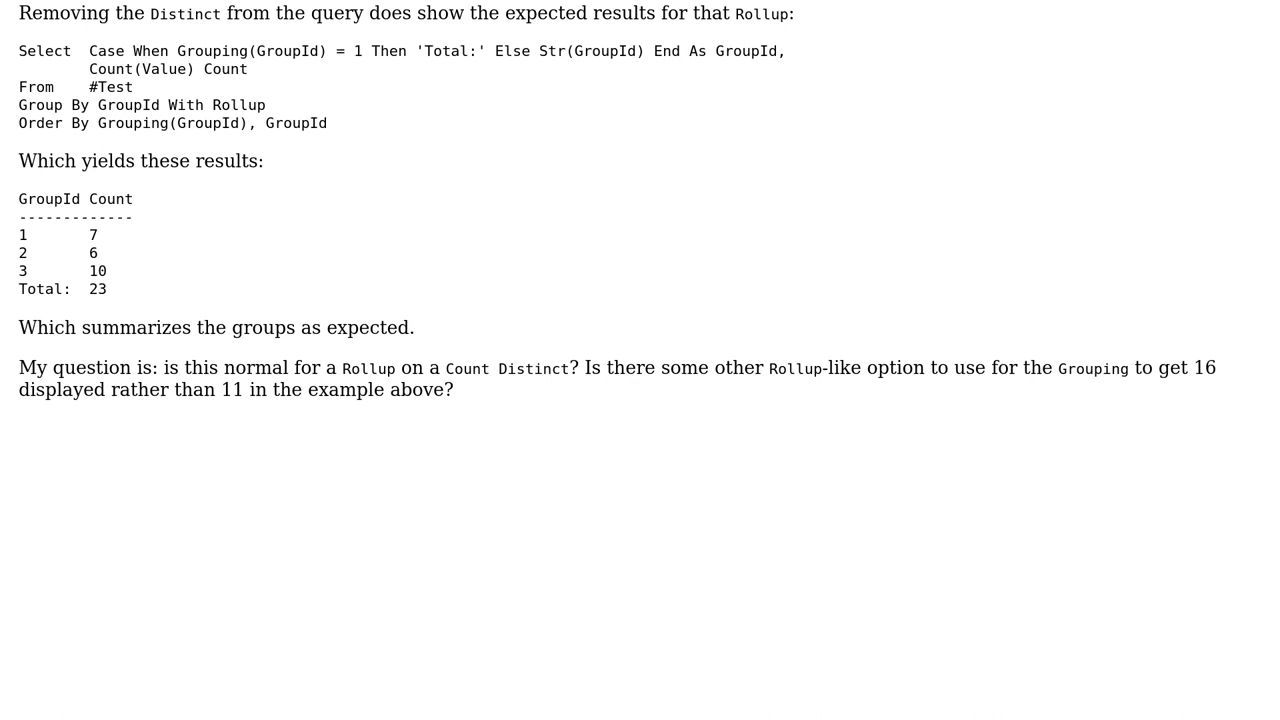 Removing the Distinct from the query does show the expected results for that Rollup:
Select  Case When Grouping(GroupId) = 1 Then 'Total:' Else Str(GroupId) End As GroupId,
        Count(Value) Count
From    #Test
Group By GroupId With Rollup
Order By Grouping(GroupId), GroupId
Which yields these results:
GroupId Count
-------------
1       7
2       6
3       10
Total:  23
Which summarizes the groups as expected.
My question is: is this normal for a Rollup on a Count Distinct? Is there some other Rollup-like option to use for the Grouping to get 16
displayed rather than 11 in the example above?